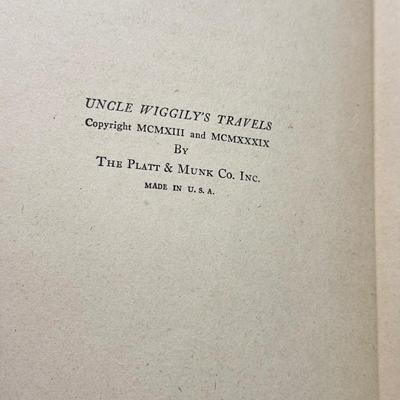 UNCLE WIGGILY'S TRAVELS
Copyright MCMXIII and MCMXXXIX
By
The Platt & Munk Co. Inc.
MADE IN U. S. A.